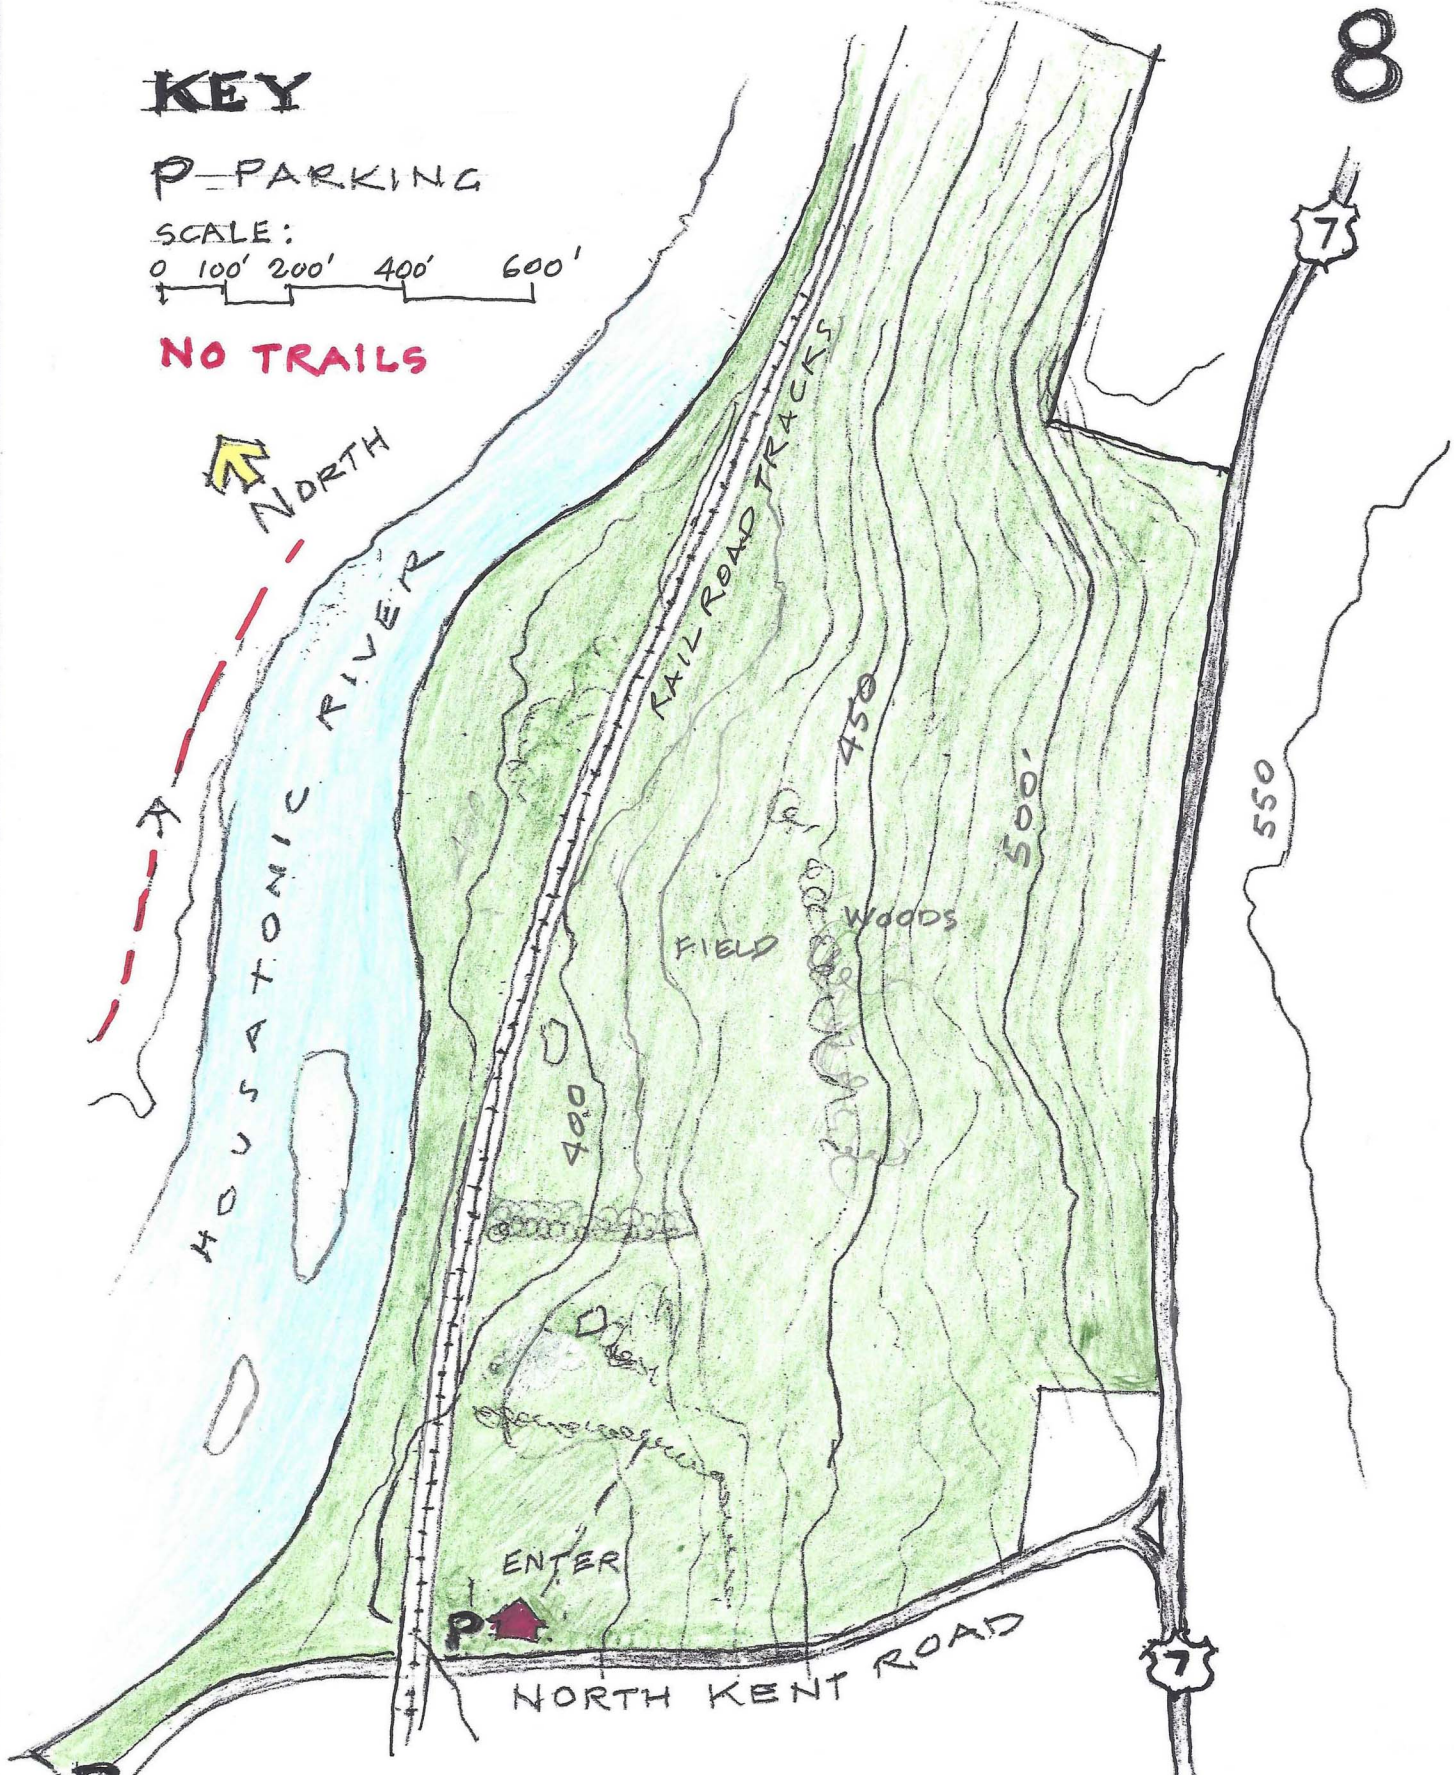 KEY
8
P-PARKING
SCALE:
0 100' 200' 400' 600'
NO TRAILS
7
NORTH
RAIL ROAD TRACKS
HOUSATONIC RIVER
450
500'
550
WOODS
FIELD
400
ENTER
P
NORTH KENT ROAD
7